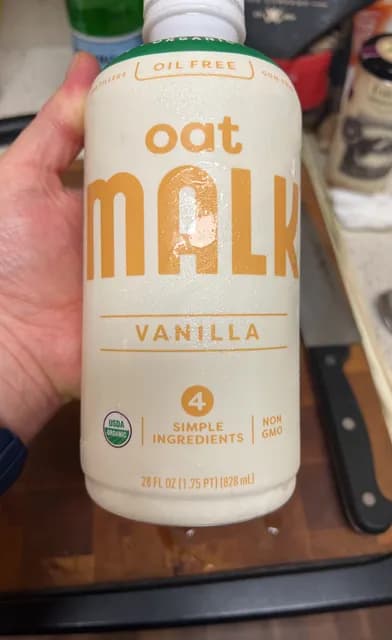 OIL FREE
oat
MALK
VANILLA
4
SIMPLE
INGREDIENTS
NON
GMO
USDA
ORGANIC
28 FL OZ (1.75 PT) (828 mL)